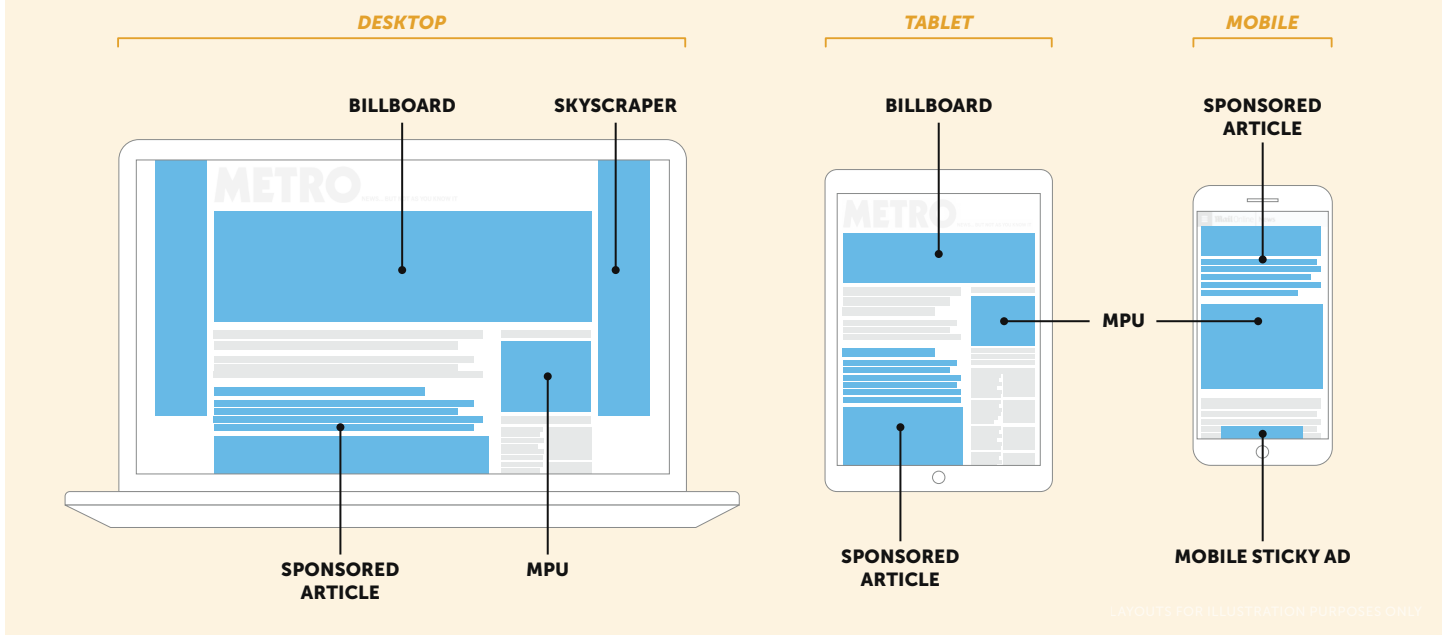 DESKTOP
TABLET
MOBILE
BILLBOARD
SKYSCRAPER
BILLBOARD
SPONSORED
ARTICLE
METRO
METRO
MPU
SPONSORED
ARTICLE
MPU
SPONSORED
ARTICLE
MOBILE STICKY AD
LAYOUTS FOR ILLUSTRATION PURPOSES ONLY